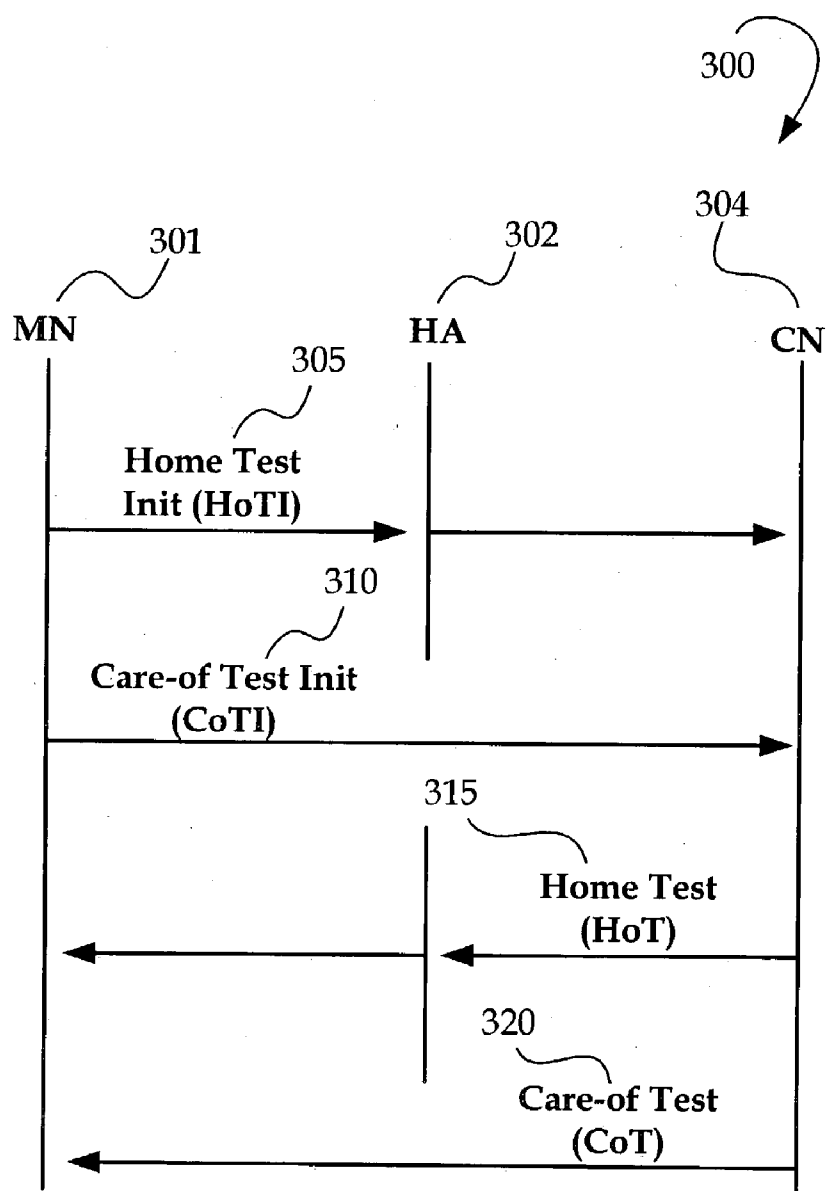 300
304
301
302
MN
HA
CN
305
Home Test
Init (HoTI)
310
Care-of Test Init
(CoTI)
315
Home Test
(HoT)
320
Care-of Test
(CoT)